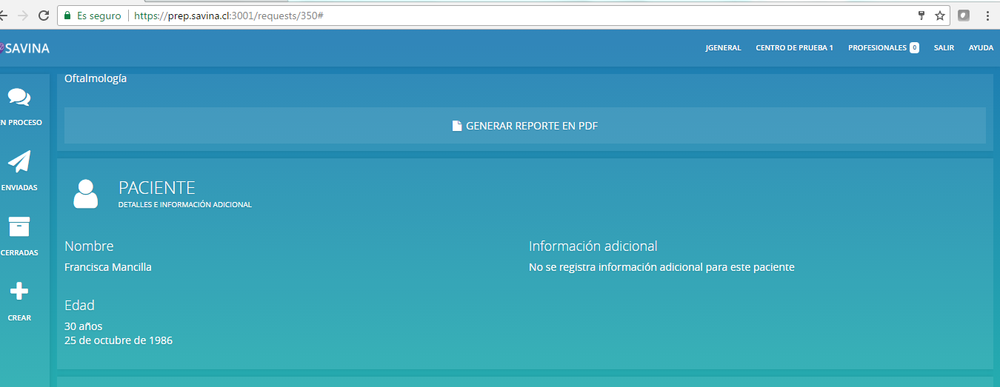 Es seguro | https://prep.savina.cl:3001/requests/350#
SAVINA
JGENERAL CENTRO DE PRUEBA 1 PROFESIONALES 0 SALIR AYUDA
N PROCESO
ENVIADAS
CERRADAS
CREAR
Oftalmología
GENERAR REPORTE EN PDF
PACIENTE
DETALLES E INFORMACIÓN ADICIONAL
Nombre
Francisca Mancilla
Información adicional
No se registra información adicional para este paciente
Edad
30 años
25 de octubre de 1986